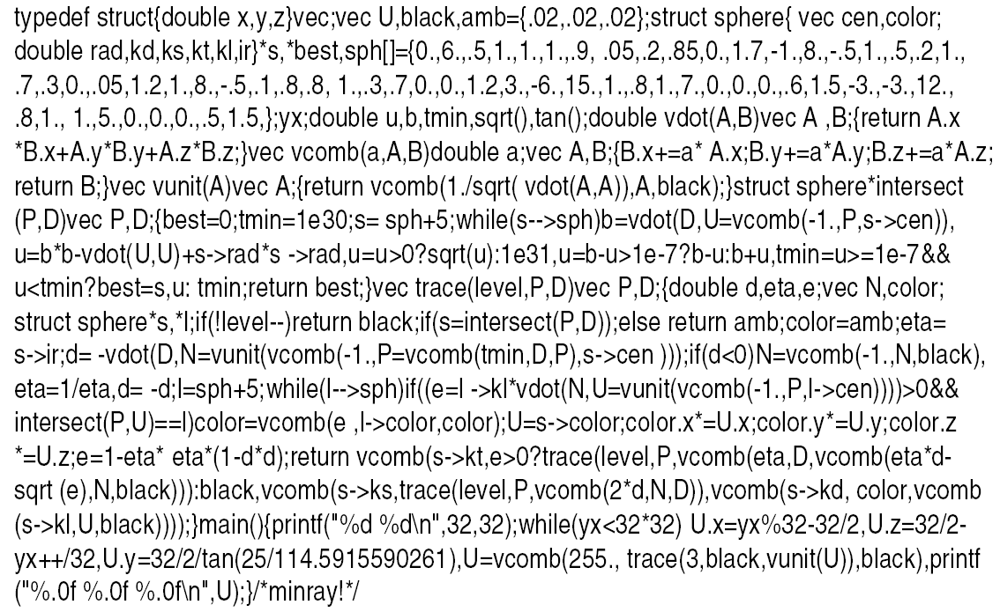 typedef struct{double x,y,z}vec;vec U,black,amb={.02,.02,.02};struct sphere{ vec cen,color;
double rad,kd,ks,kt,kl,ir}*s,*best,sph[]={0.,6.,.5,1.,1.,1.,.9, .05,.2,.85,0.,1.7,-1.,8.,-.5,1.,.5,.2,1.,
.7,.3,0.,.05,1.2,1.,8.,-.5,.1,.8,.8, 1.,.3,.7,0.,0.,1.2,3.,-6.,15.,1.,.8,1.,7.,0.,0.,0.,.6,1.5,-3.,-3.,12.,
.8,1., 1.,5.,0.,0.,0.,.5,1.5,};yx;double u,b,tmin,sqrt(),tan();double vdot(A,B)vec A ,B;{return A.x
*B.x+A.y*B.y+A.z*B.z;}vec vcomb(a,A,B)double a;vec A,B;{B.x+=a* A.x;B.y+=a*A.y;B.z+=a*A.z;
return B;}vec vunit(A)vec A;{return vcomb(1./sqrt( vdot(A,A)),A,black);}struct sphere*intersect
(P,D)vec P,D;{best=0;tmin=1e30;s= sph+5;while(s-->sph)b=vdot(D,U=vcomb(-1.,P,s->cen)),
u=b*b-vdot(U,U)+s->rad*s ->rad,u=u>0?sqrt(u):1e31,u=b-u>1e-7?b-u:b+u,tmin=u>=1e-7&&
u<tmin?best=s,u: tmin;return best;}vec trace(level,P,D)vec P,D;{double d,eta,e;vec N,color;
struct sphere*s,*l;if(!level--)return black;if(s=intersect(P,D));else return amb;color=amb;eta=
s->ir;d= -vdot(D,N=vunit(vcomb(-1.,P=vcomb(tmin,D,P),s->cen )));if(d<0)N=vcomb(-1.,N,black),
eta=1/eta,d= -d;l=sph+5;while(l-->sph)if((e=l ->kl*vdot(N,U=vunit(vcomb(-1.,P,l->cen))))>0&&
intersect(P,U)==l)color=vcomb(e ,l->color,color);U=s->color;color.x*=U.x;color.y*=U.y;color.z
*=U.z;e=1-eta* eta*(1-d*d);return vcomb(s->kt,e>0?trace(level,P,vcomb(eta,D,vcomb(eta*d-
sqrt (e),N,black))):black,vcomb(s->ks,trace(level,P,vcomb(2*d,N,D)),vcomb(s->kd, color,vcomb
(s->kl,U,black))));}main(){printf("%d %d\n",32,32);while(yx<32*32) U.x=yx%32-32/2,U.z=32/2-
yx++/32,U.y=32/2/tan(25/114.5915590261),U=vcomb(255., trace(3,black,vunit(U)),black),printf
("%.0f %.0f %.0f\n",U);}/*minray!*/